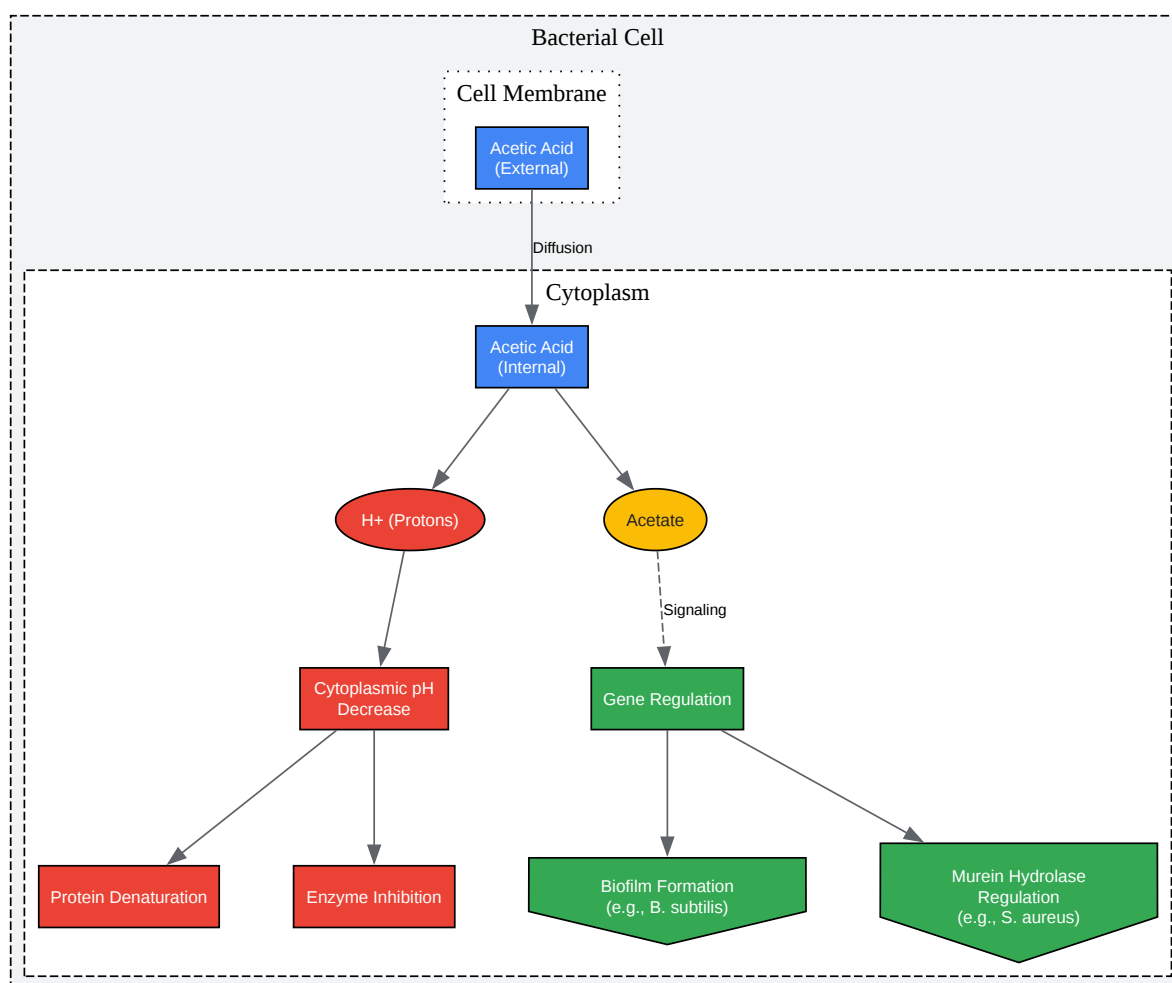 Bacterial Cell
Cell Membrane
Acetic Acid
(External)
Diffusion
Cytoplasm
Acetic Acid
(Internal)
H+ (Protons)
Acetate
Signaling
Cytoplasmic pH
Decrease
Gene Regulation
Protein Denaturation
Enzyme Inhibition
Biofilm Formation
(e.g., B. subtilis)
Murein Hydrolase
Regulation
(e.g., S. aureus)